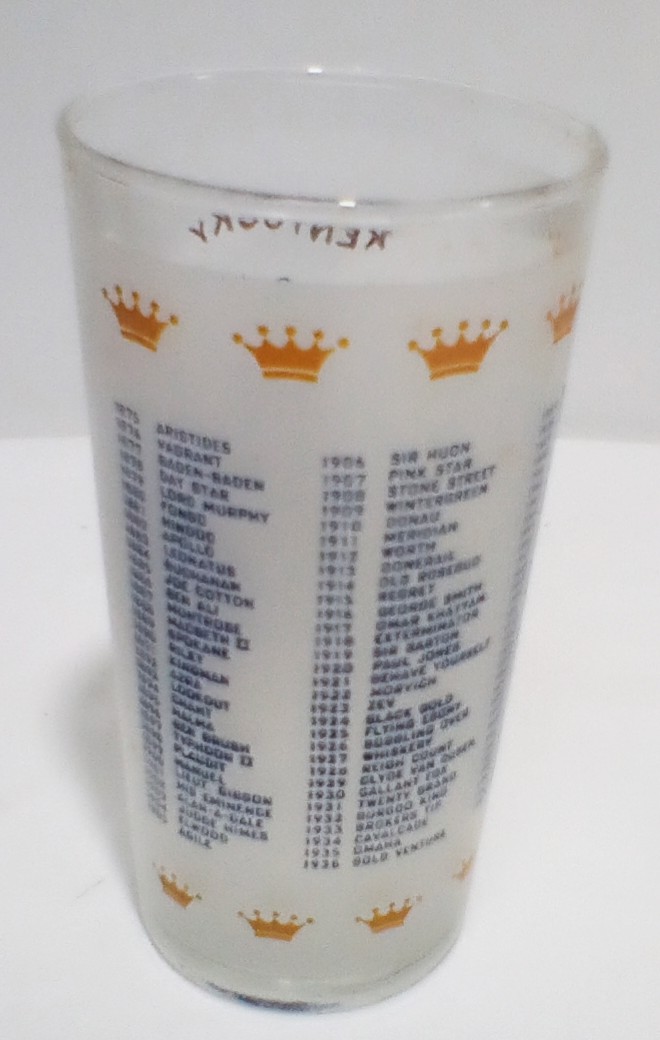 KENTUCKY
1875 ARISTIDES
1876 VAGRANT
1877 BADEN-BADEN
1878 DAY STAR
1879 LORD MURPHY
1880 FONSO
1881 HINDOO
APOLLO
LEONATUS
BUCHANAN
JOE COTTON
BEN ALI
MONTROSE
MACBETH II
SPOKANE
RILEY
KINGMAN
AZRA
LOOKOUT
CHANT
HALMA
BEN BRUSH
TYPHOON II
PLAUDIT
MANUEL
LIEUT. GIBSON
HIS EMINENCE
ALAN-A-DALE
JUDGE HIMES
ELWOOD
AGILE
1906 SIR HUON
1907 PINK STAR
1908 STONE STREET
1909 WINTERGREEN
1910 DONAU
1911 MERIDIAN
1912 WORTH
1913 DONERAIL
1914 OLD ROSEBUD
1915 REGRET
1916 GEORGE SMITH
1917 OMAR KHAYYAM
1918 EXTERMINATOR
1919 SIR BARTON
1920 PAUL JONES
1921 BEHAVE YOURSELF
1922 MORVICH
1923 ZEV
1924 BLACK GOLD
1925 FLYING EBONY
1926 BUBBLING OVER
1927 WHISKERY
1928 REIGH COUNT
1929 CLYDE VAN DUSEN
1930 GALLANT FOX
1931 TWENTY GRAND
1932 BURGOO KING
1933 BROKERS TIP
1934 CAVALCADE
1935 OMAHA
1936 BOLD VENTURE